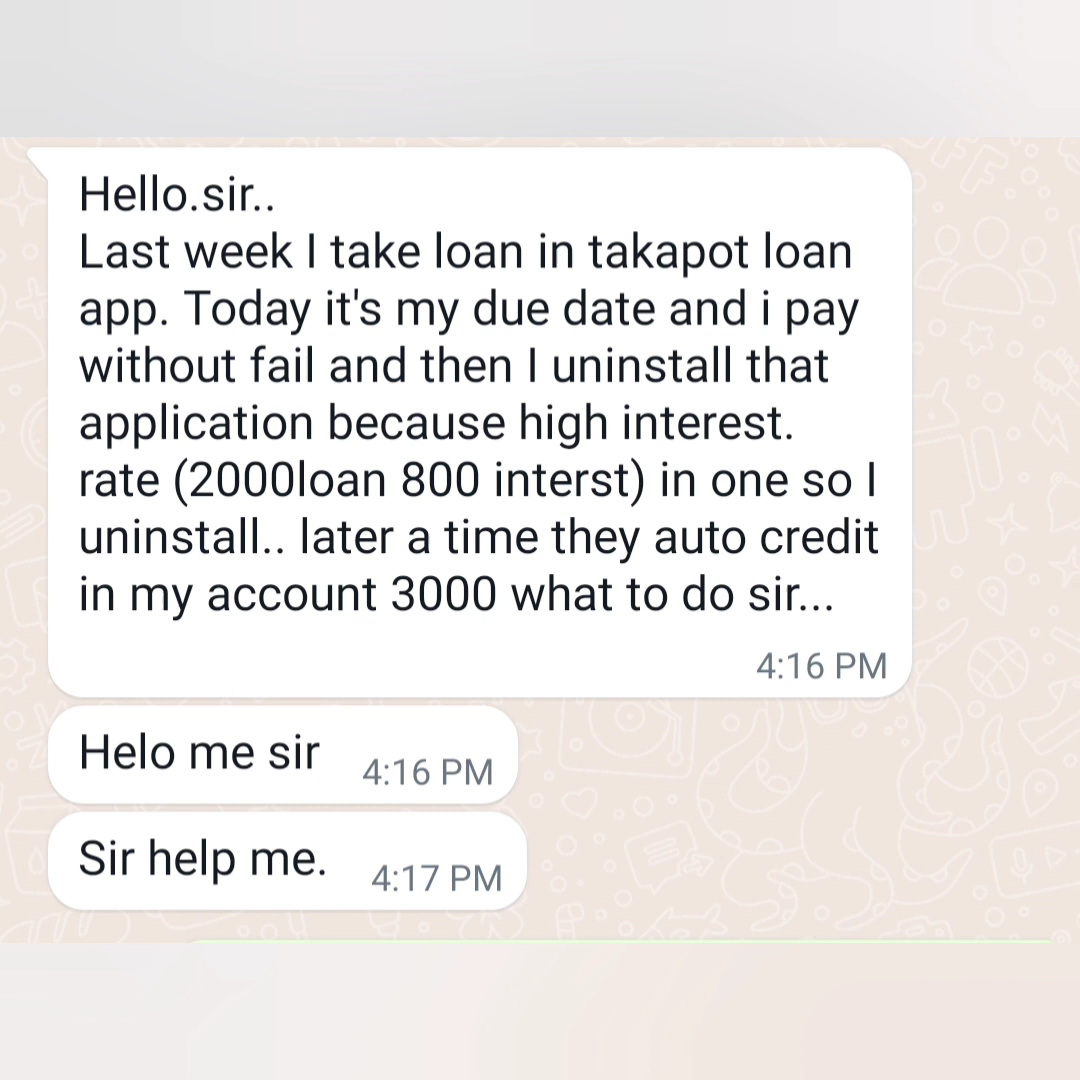 Hello.sir..
Last week I take loan in takapot loan
app. Today it's my due date and i pay
without fail and then I uninstall that
application because high interest.
rate (2000loan 800 interst) in one so I
uninstall.. later a time they auto credit
in my account 3000 what to do sir...
4:16 PM
Helo me sir 4:16 PM
Sir help me. 4:17 PM